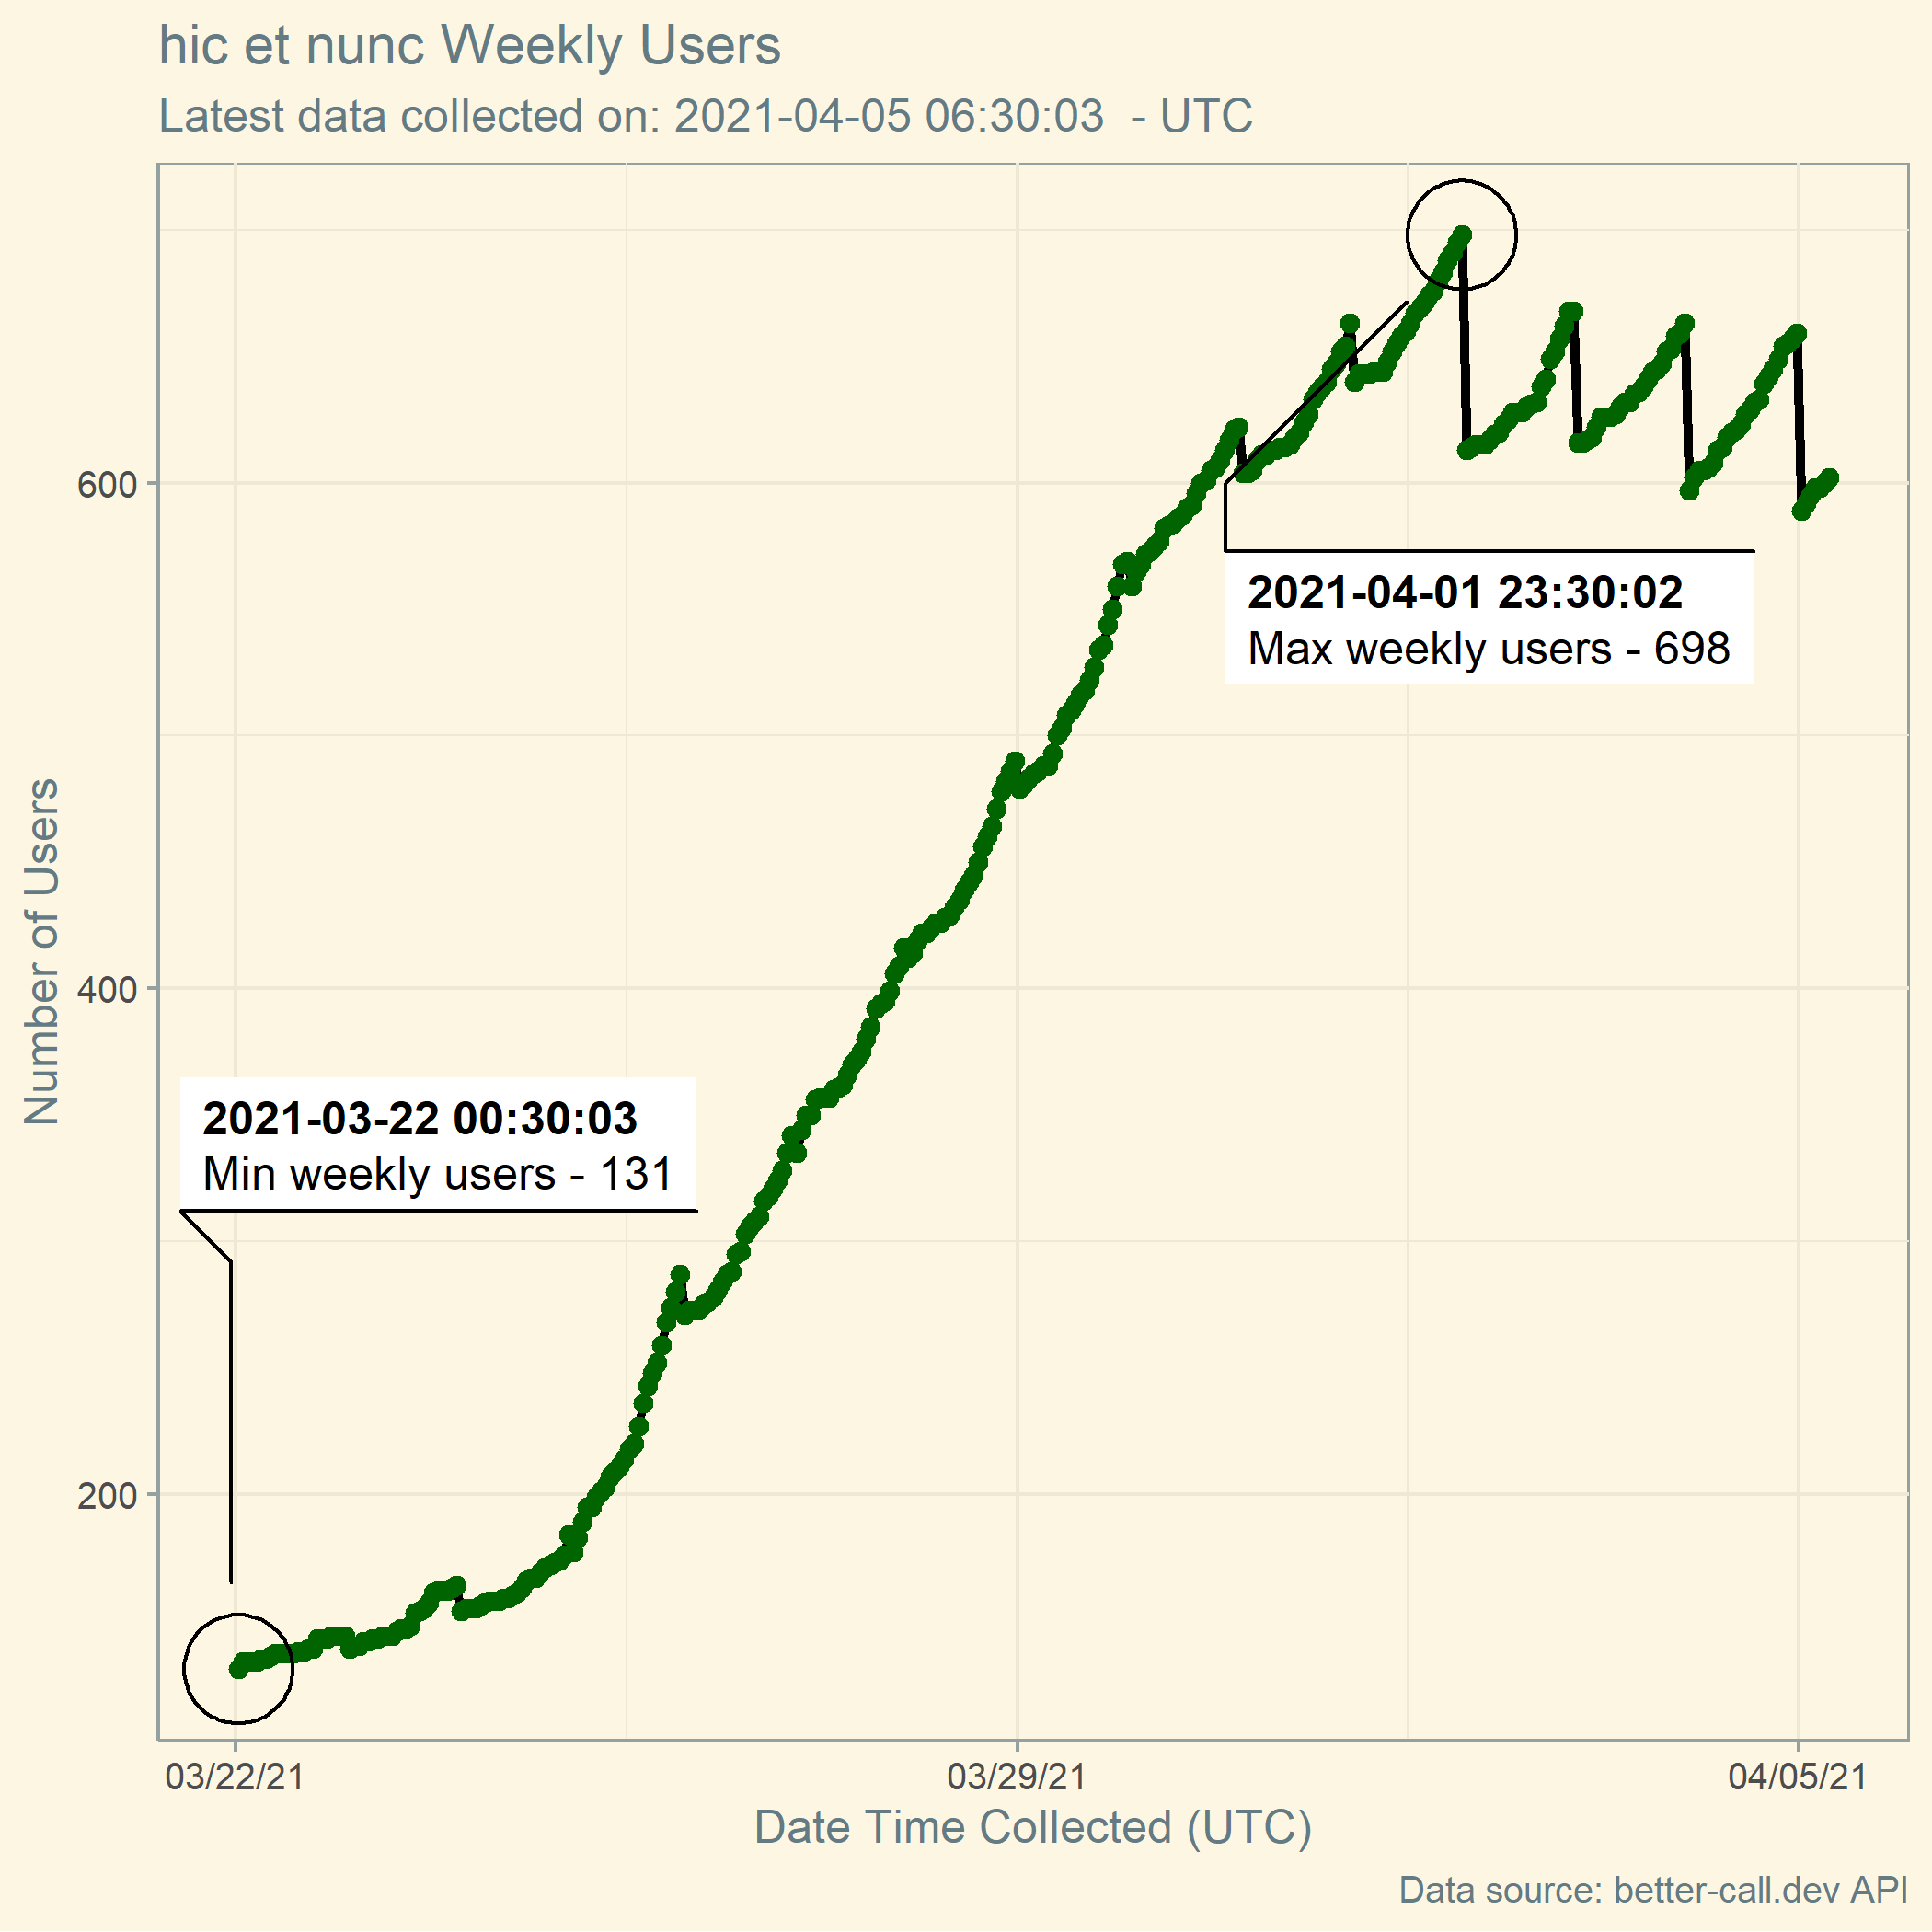 hic et nunc Weekly Users
Latest data collected on: 2021-04-05 06:30:03  - UTC
Number of Users
600
400
200
2021-04-01 23:30:02
Max weekly users - 698
2021-03-22 00:30:03
Min weekly users - 131
03/22/21
03/29/21
04/05/21
Date Time Collected (UTC)
Data source: better-call.dev API